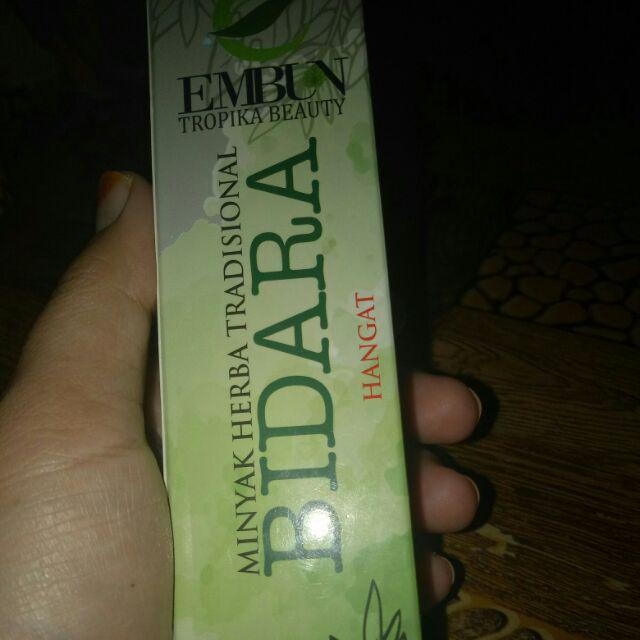 EMBUN
TROPIKA BEAUTY
MINYAK HERBA TRADISIONAL
BIDARA
HANGAT